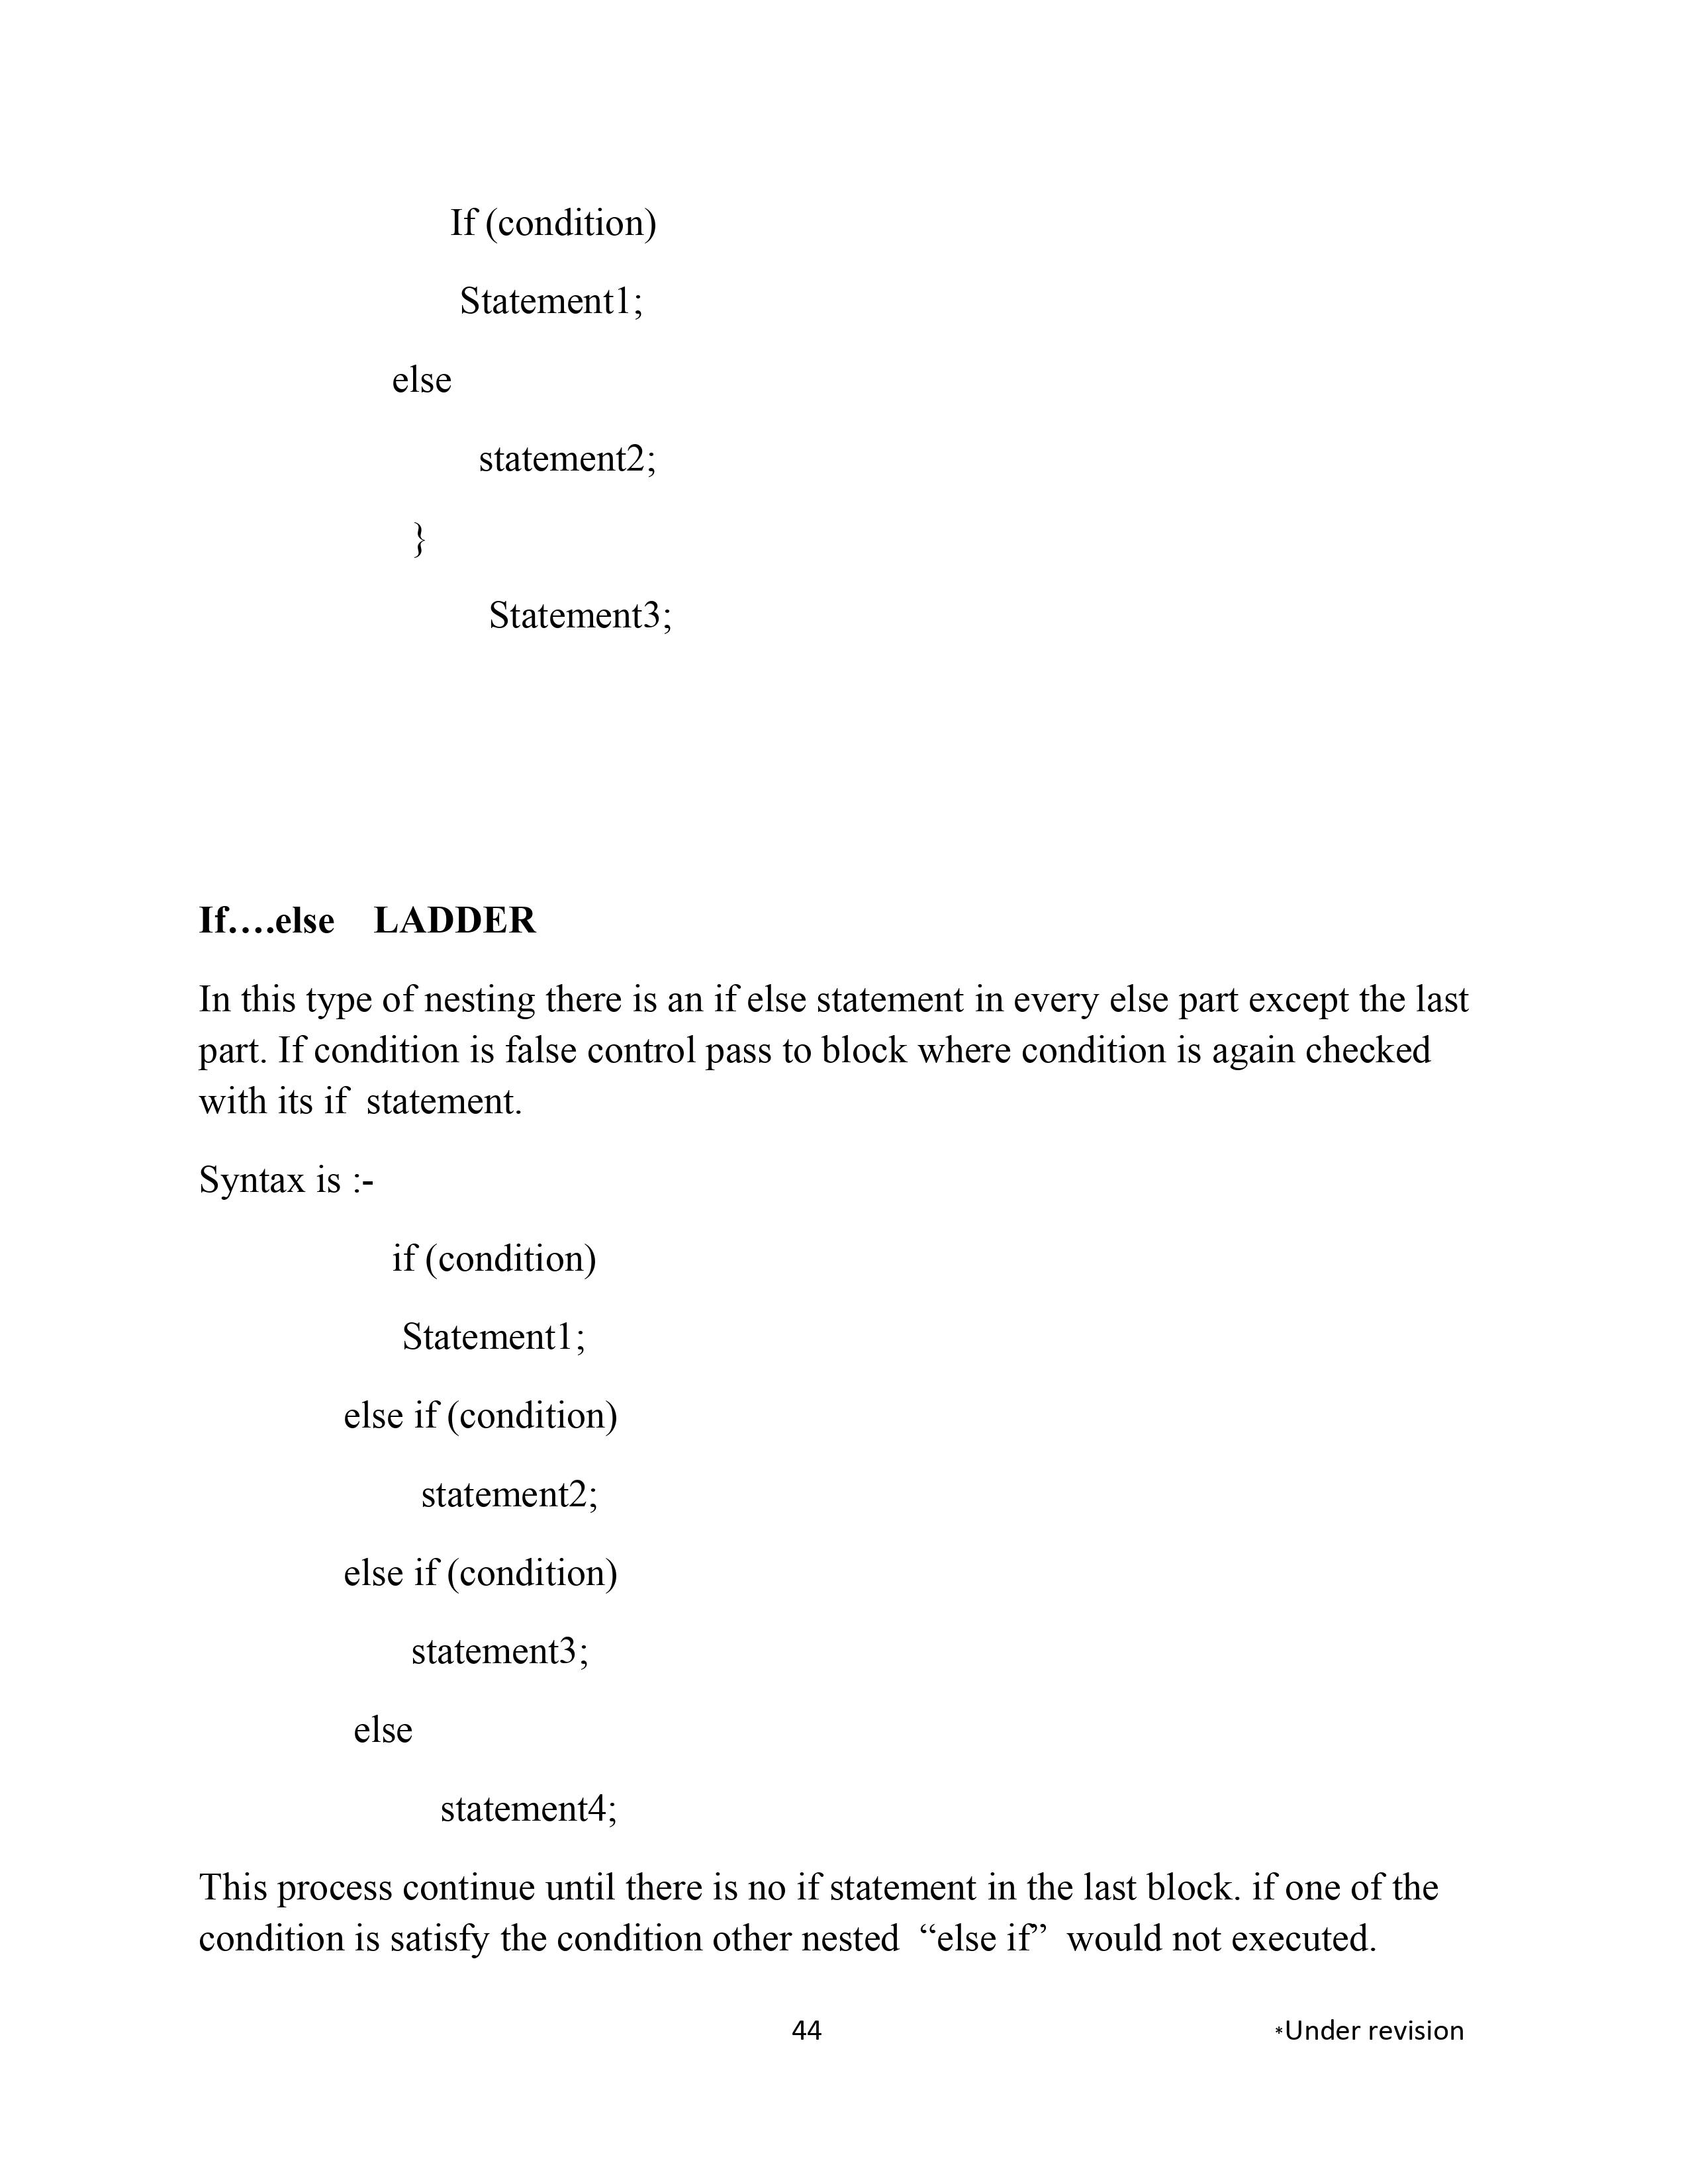 If (condition)
Statement1;
else
statement2;
}
Statement3;
If….else LADDER
In this type of nesting there is an if else statement in every else part except the last
part. If condition is false control pass to block where condition is again checked
with its if statement.
Syntax is :-
if (condition)
Statement1;
else if (condition)
statement2;
else if (condition)
statement3;
else
statement4;
This process continue until there is no if statement in the last block. if one of the
condition is satisfy the condition other nested “else if” would not executed.
44 *Under revision